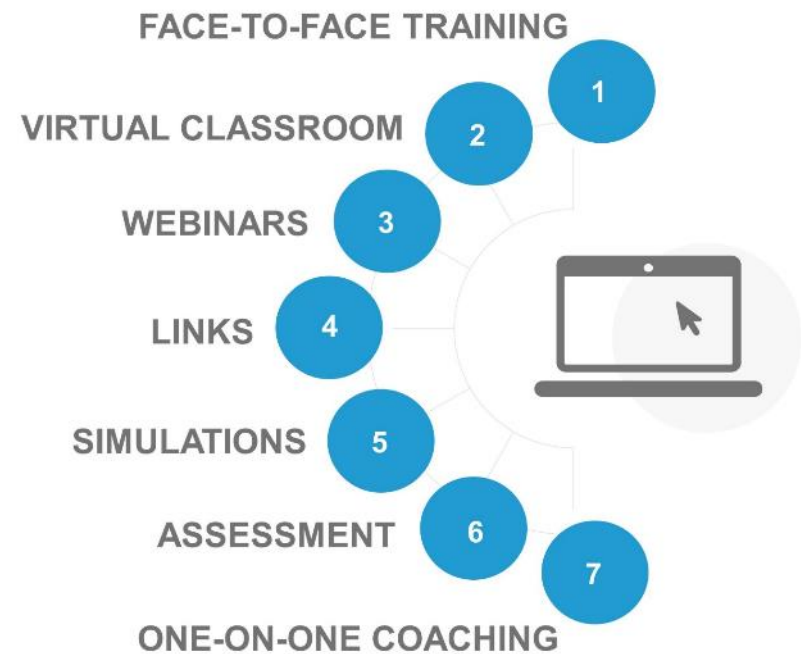 FACE-TO-FACE TRAINING
1
VIRTUAL CLASSROOM
2
WEBINARS
3
LINKS
4
SIMULATIONS
5
ASSESSMENT
6
7
ONE-ON-ONE COACHING